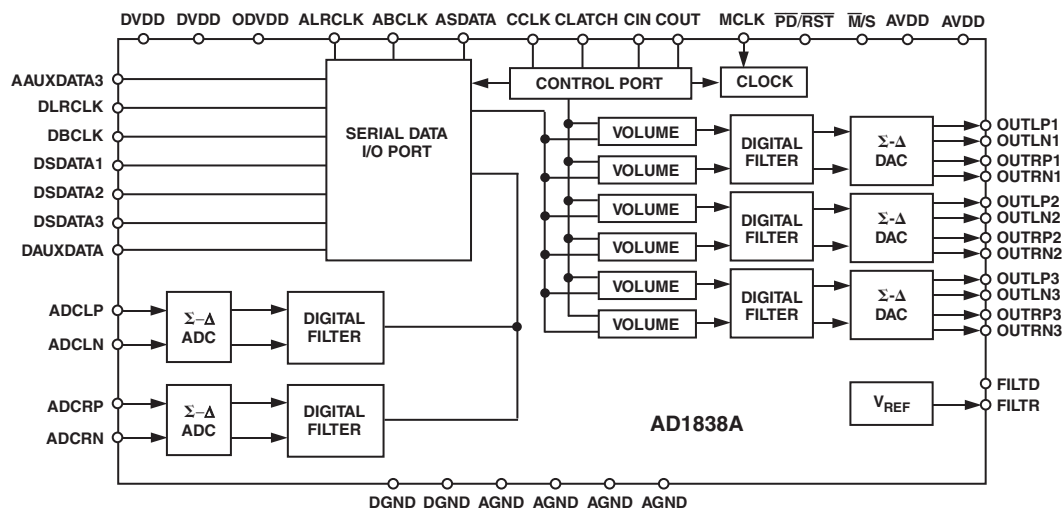 DVDD DVDD ODVDD ALRCLK ABCLK ASDATA CCLK CLATCH CIN COUT MCLK PD/RST M/S AVDD AVDD
AAUXDATA3
DLRCLK
DBCLK
DSDATA1
DSDATA2
DSDATA3
DAUXDATA
SERIAL DATA
I/O PORT
CONTROL PORT
CLOCK
VOLUME
VOLUME
VOLUME
VOLUME
VOLUME
VOLUME
DIGITAL
FILTER
DIGITAL
FILTER
DIGITAL
FILTER
Σ-Δ
DAC
Σ-Δ
DAC
Σ-Δ
DAC
OUTLP1
OUTLN1
OUTRP1
OUTRN1
OUTLP2
OUTLN2
OUTRP2
OUTRN2
OUTLP3
OUTLN3
OUTRP3
OUTRN3
ADCLP
ADCLN
Σ–Δ
ADC
DIGITAL
FILTER
ADCRP
ADCRN
Σ–Δ
ADC
DIGITAL
FILTER
AD1838A
VREF
FILTD
FILTR
DGND DGND AGND AGND AGND AGND